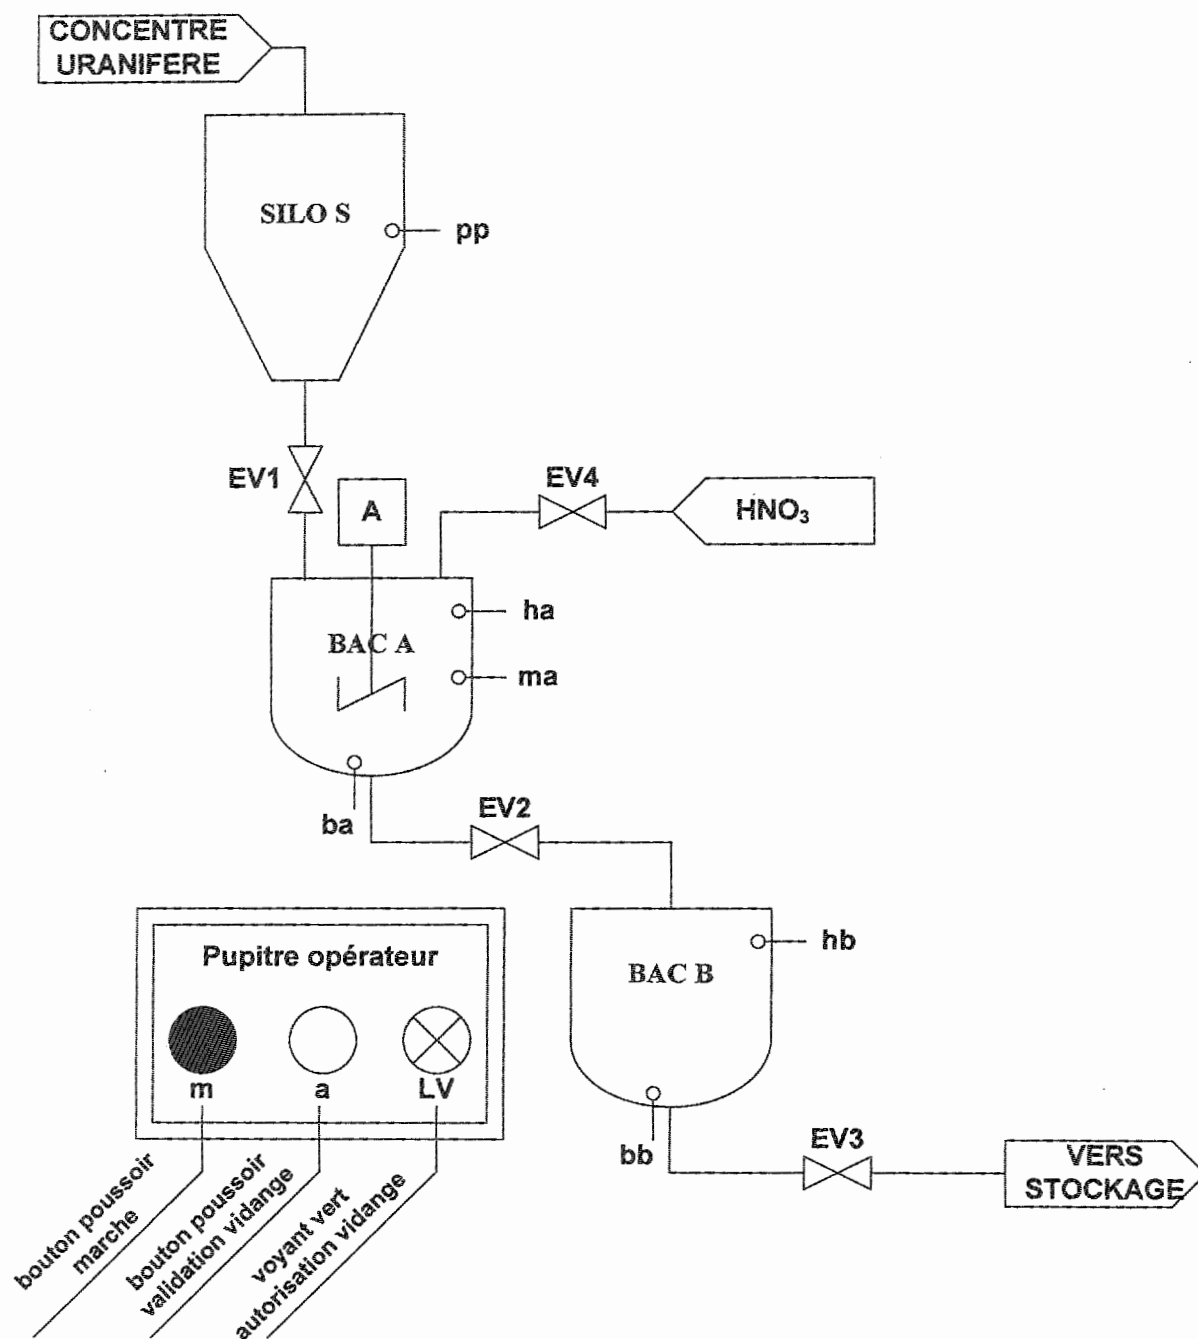 CONCENTRE
URANIFERE
SILO S
pp
EV1
A
EV4
HNO₃
ha
BAC A
ma
ba
EV2
Pupitre opérateur
m
a
LV
hb
BAC B
bb
EV3
VERS
STOCKAGE
bouton poussoir
marche
bouton poussoir
validation vidange
voyant vert
autorisation vidange